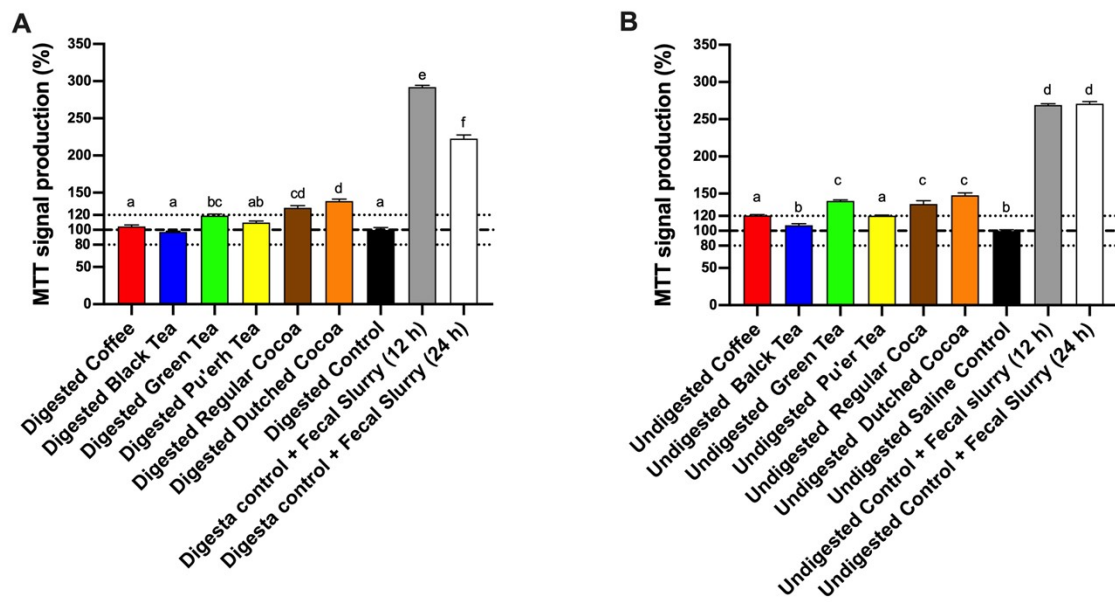 A
MTT signal production (%)
350
300
250
200
150
120
100
80
50
0
a
a
bc
ab
cd
d
a
e
f
Digested Coffee
Digested Black Tea
Digested Green Tea
Digested Pu'erh Tea
Digested Regular Cocoa
Digested Dutched Cocoa
Digested Control
Digesta control + Fecal Slurry (12 h)
Digesta control + Fecal Slurry (24 h)
B
MTT signal production (%)
350
300
250
200
150
120
100
80
50
0
a
b
c
a
c
c
b
d
d
Undigested Coffee
Undigested Balck Tea
Undigested Green Tea
Undigested Pu'er Tea
Undigested Regular Coca
Undigested Dutched Cocoa
Undigested Saline Control
Undigested Control + Fecal slurry (12 h)
Undigested Control + Fecal Slurry (24 h)